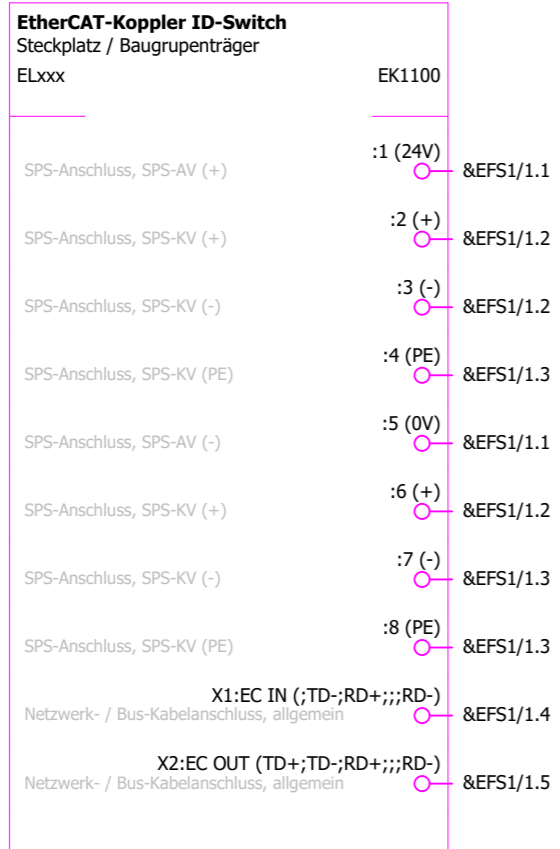 EtherCAT-Koppler ID-Switch
Steckplatz / Baugrupenträger
ELxxx EK1100
:1 (24V)
SPS-Anschluss, SPS-AV (+) &EFS1/1.1
:2 (+)
SPS-Anschluss, SPS-KV (+) &EFS1/1.2
:3 (-)
SPS-Anschluss, SPS-KV (-) &EFS1/1.2
:4 (PE)
SPS-Anschluss, SPS-KV (PE) &EFS1/1.3
:5 (0V)
SPS-Anschluss, SPS-AV (-) &EFS1/1.1
:6 (+)
SPS-Anschluss, SPS-KV (+) &EFS1/1.2
:7 (-)
SPS-Anschluss, SPS-KV (-) &EFS1/1.3
:8 (PE)
SPS-Anschluss, SPS-KV (PE) &EFS1/1.3
X1:EC IN (;TD-;RD+;;;RD-)
Netzwerk- / Bus-Kabelanschluss, allgemein &EFS1/1.4
X2:EC OUT (TD+;TD-;RD+;;;RD-)
Netzwerk- / Bus-Kabelanschluss, allgemein &EFS1/1.5